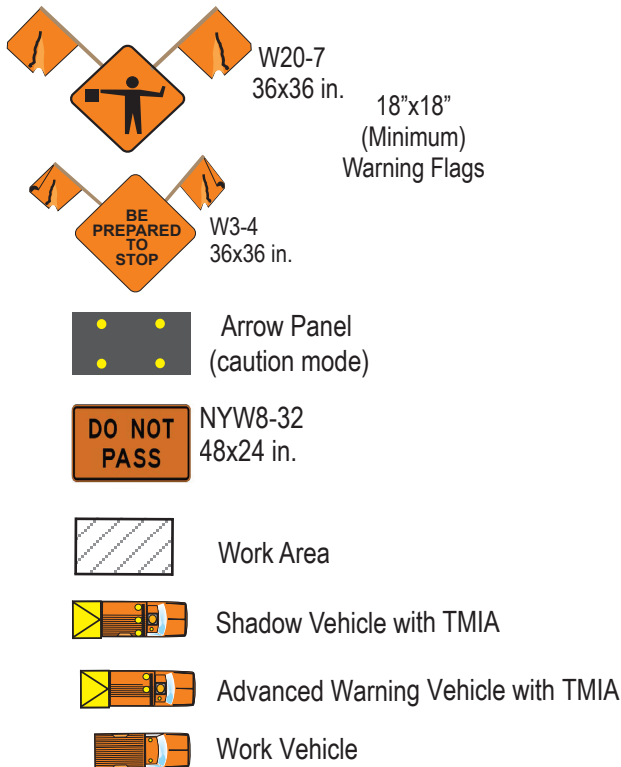 W20-7
36x36 in.
18”x18”
(Minimum)
Warning Flags
BE
PREPARED
TO
STOP
W3-4
36x36 in.
Arrow Panel
(caution mode)
DO NOT
PASS
NYW8-32
48x24 in.
Work Area
Shadow Vehicle with TMIA
Advanced Warning Vehicle with TMIA
Work Vehicle